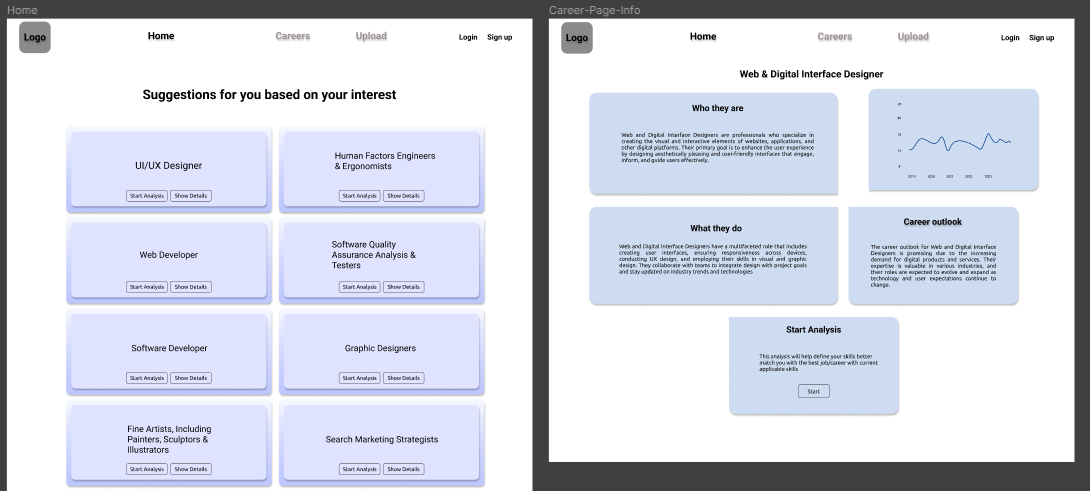 Home
Logo
Home
Careers
Upload
Login
Sign up
Suggestions for you based on your interest
UI/UX Designer
Start Analysis
Show Details
Human Factors Engineers
& Ergonomists
Start Analysis
Show Details
Web Developer
Start Analysis
Show Details
Software Quality
Assurance Analysis &
Testers
Start Analysis
Show Details
Software Developer
Start Analysis
Show Details
Graphic Designers
Start Analysis
Show Details
Fine Artists, Including
Painters, Sculptors &
Illustrators
Start Analysis
Show Details
Search Marketing Strategists
Start Analysis
Show Details
Career-Page-Info
Logo
Home
Careers
Upload
Login
Sign up
Web & Digital Interface Designer
Who they are
Web and Digital Interface Designers are professionals who specialize in
creating the visual and interactive elements of websites, applications, and
other digital platforms. Their primary goal is to enhance the user experience
by designing aesthetically pleasing and user-friendly interfaces that engage,
inform, and guide users effectively.
What they do
Web and Digital Interface Designers have a multifaceted role that includes
creating user interfaces, ensuring responsiveness across devices,
conducting UX design, and employing their skills in visual and graphic
design. They collaborate with teams to integrate design with project goals
and stay updated on industry trends and technologies
Career outlook
The career outlook for Web and Digital Interface
Designers is promising due to the increasing
demand for digital products and services. Their
expertise is valuable in various industries, and
their roles are expected to evolve and expand as
technology and user expectations continue to
change.
Start Analysis
This analysis will help define your skills better
match you with the best job/career with current
applicable skills
Start